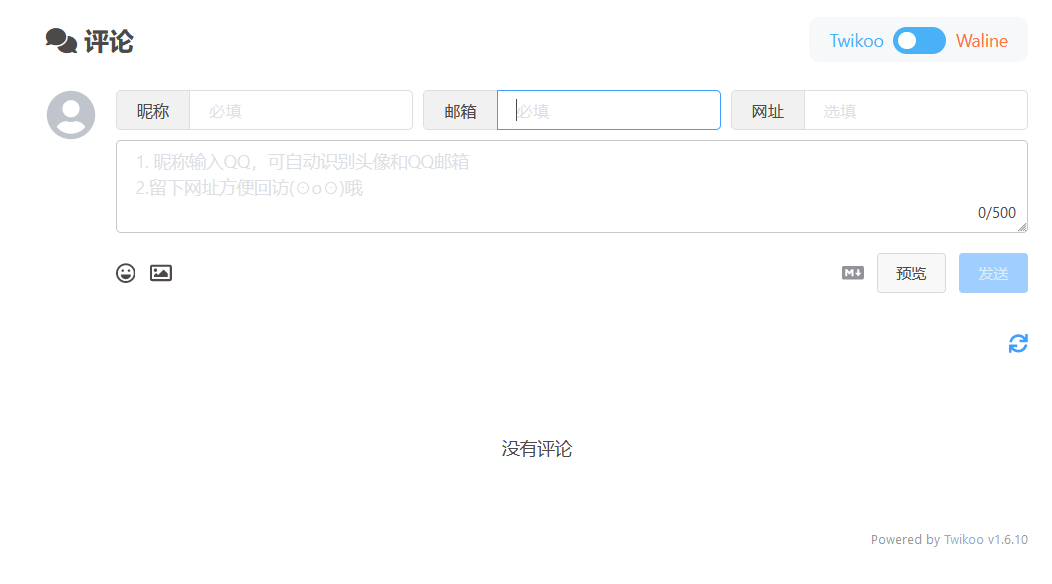 评论
Twikoo Waline
昵称 必填 邮箱 必填 网址 选填
1. 昵称输入QQ，可自动识别头像和QQ邮箱
2.留下网址方便回访(⊙o⊙)哦
0/500
M↓ 预览 发送
没有评论
Powered by Twikoo v1.6.10